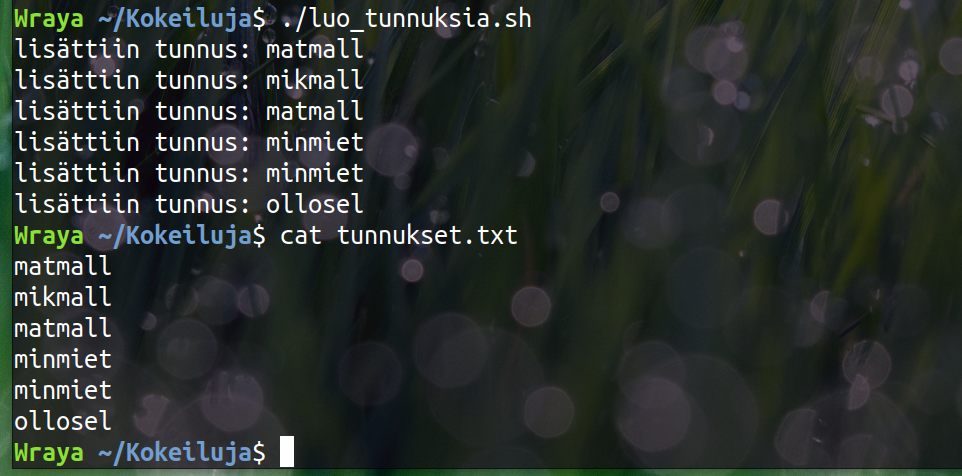 Wraya ~/Kokeiluja$ ./luo_tunnuksia.sh
lisättiin tunnus: matmall
lisättiin tunnus: mikmall
lisättiin tunnus: matmall
lisättiin tunnus: minmiet
lisättiin tunnus: minmiet
lisättiin tunnus: ollosel
Wraya ~/Kokeiluja$ cat tunnukset.txt
matmall
mikmall
matmall
minmiet
minmiet
ollosel
Wraya ~/Kokeiluja$